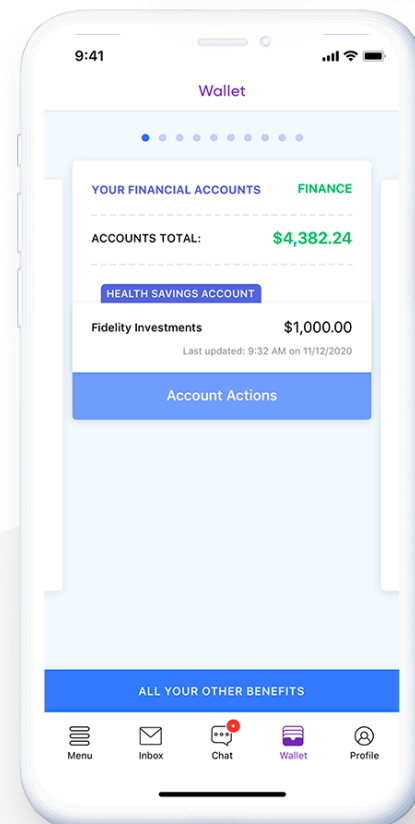 9:41
Wallet
YOUR FINANCIAL ACCOUNTS FINANCE
ACCOUNTS TOTAL: $4,382.24
HEALTH SAVINGS ACCOUNT
Fidelity Investments $1,000.00
Last updated: 9:32 AM on 11/12/2020
Account Actions
ALL YOUR OTHER BENEFITS
Menu Inbox Chat Wallet Profile